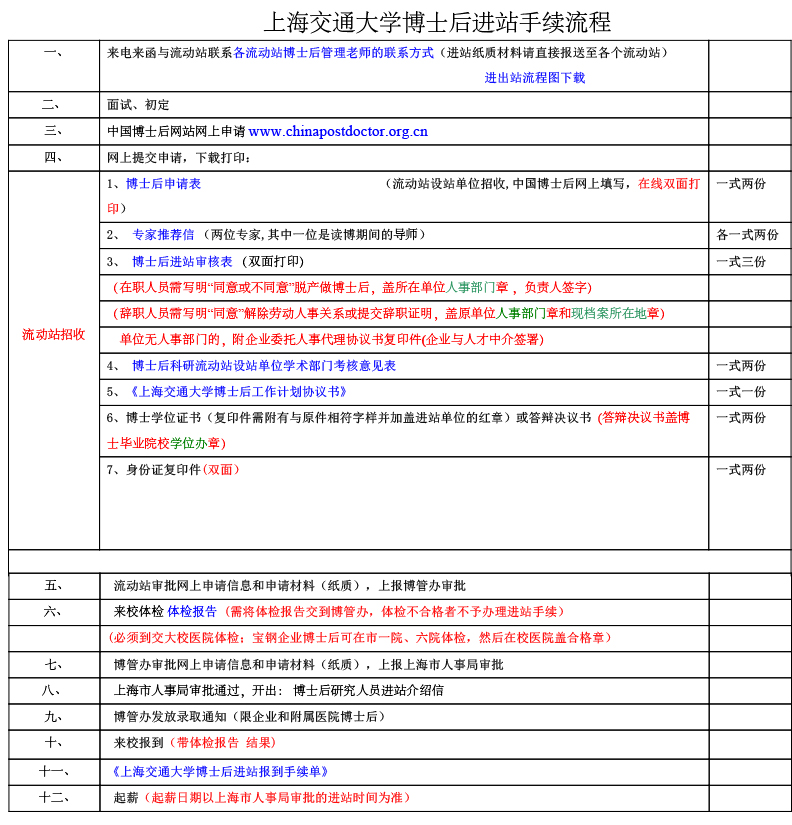 上海交通大学博士后进站手续流程
一、 来电来函与流动站联系各流动站博士后管理老师的联系方式（进站纸质材料请直接报送至各个流动站）
进出站流程图下载
二、 面试、初定
三、 中国博士后网站网上申请 www.chinapostdoctor.org.cn
四、 网上提交申请，下载打印：
流动站招收
1、博士后申请表 （流动站设站单位招收,中国博士后网上填写，在线双面打 一式两份
印）
2、 专家推荐信 （两位专家,其中一位是读博期间的导师） 各一式两份
3、 博士后进站审核表 (双面打印) 一式三份
(在职人员需写明“同意或不同意”脱产做博士后，盖所在单位人事部门章 ，负责人签字)
(辞职人员需写明“同意”解除劳动人事关系或提交辞职证明，盖原单位人事部门章和现档案所在地章)
单位无人事部门的，附企业委托人事代理协议书复印件(企业与人才中介签署)
4、 博士后科研流动站设站单位学术部门考核意见表 一式两份
5、《上海交通大学博士后工作计划协议书》 一式一份
6、博士学位证书（复印件需附有与原件相符字样并加盖进站单位的红章）或答辩决议书 (答辩决议书盖博 一式两份
士毕业院校学位办章)
7、身份证复印件(双面） 一式两份
五、 流动站审批网上申请信息和申请材料（纸质），上报博管办审批
六、 来校体检 体检报告 (需将体检报告交到博管办，体检不合格者不予办理进站手续）
(必须到交大校医院体检；宝钢企业博士后可在市一院、六院体检，然后在校医院盖合格章）
七、 博管办审批网上申请信息和申请材料（纸质），上报上海市人事局审批
八、 上海市人事局审批通过，开出： 博士后研究人员进站介绍信
九、 博管办发放录取通知（限企业和附属医院博士后）
十、 来校报到（带体检报告 结果)
十一、 《上海交通大学博士后进站报到手续单》
十二、 起薪（起薪日期以上海市人事局审批的进站时间为准）